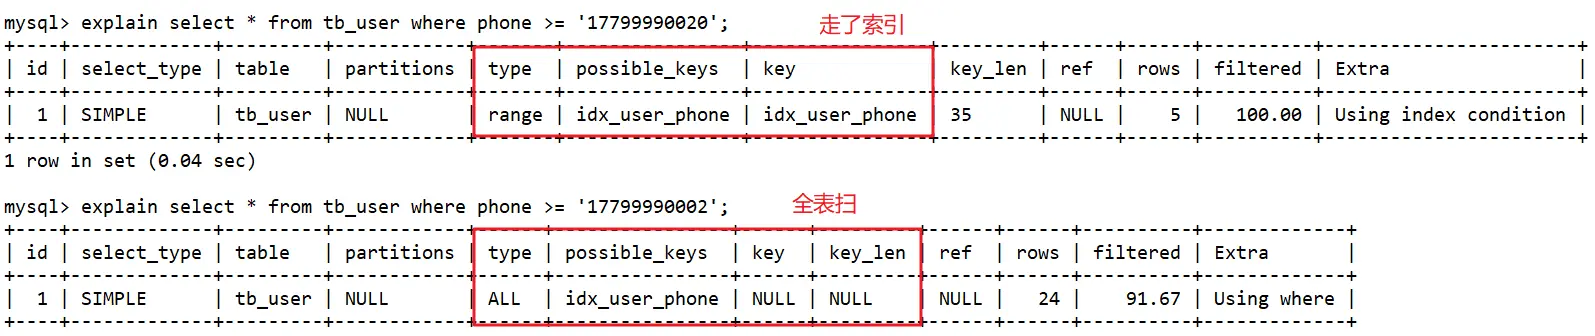 mysql> explain select * from tb_user where phone >= '17799990020'; 走了索引
+----+-------------+---------+------------+-------+----------------+----------------+---------+------+------+----------+-----------------------+
| id | select_type | table | partitions | type | possible_keys | key | key_len | ref | rows | filtered | Extra |
+----+-------------+---------+------------+-------+----------------+----------------+---------+------+------+----------+-----------------------+
| 1 | SIMPLE | tb_user | NULL | range | idx_user_phone | idx_user_phone | 35 | NULL | 5 | 100.00 | Using index condition |
+----+-------------+---------+------------+-------+----------------+----------------+---------+------+------+----------+-----------------------+
1 row in set (0.04 sec)
mysql> explain select * from tb_user where phone >= '17799990002'; 全表扫
+----+-------------+---------+------------+------+----------------+------+---------+------+------+----------+-------------+
| id | select_type | table | partitions | type | possible_keys | key | key_len | ref | rows | filtered | Extra |
+----+-------------+---------+------------+------+----------------+------+---------+------+------+----------+-------------+
| 1 | SIMPLE | tb_user | NULL | ALL | idx_user_phone | NULL | NULL | NULL | 24 | 91.67 | Using where |
+----+-------------+---------+------------+------+----------------+------+---------+------+------+----------+-------------+